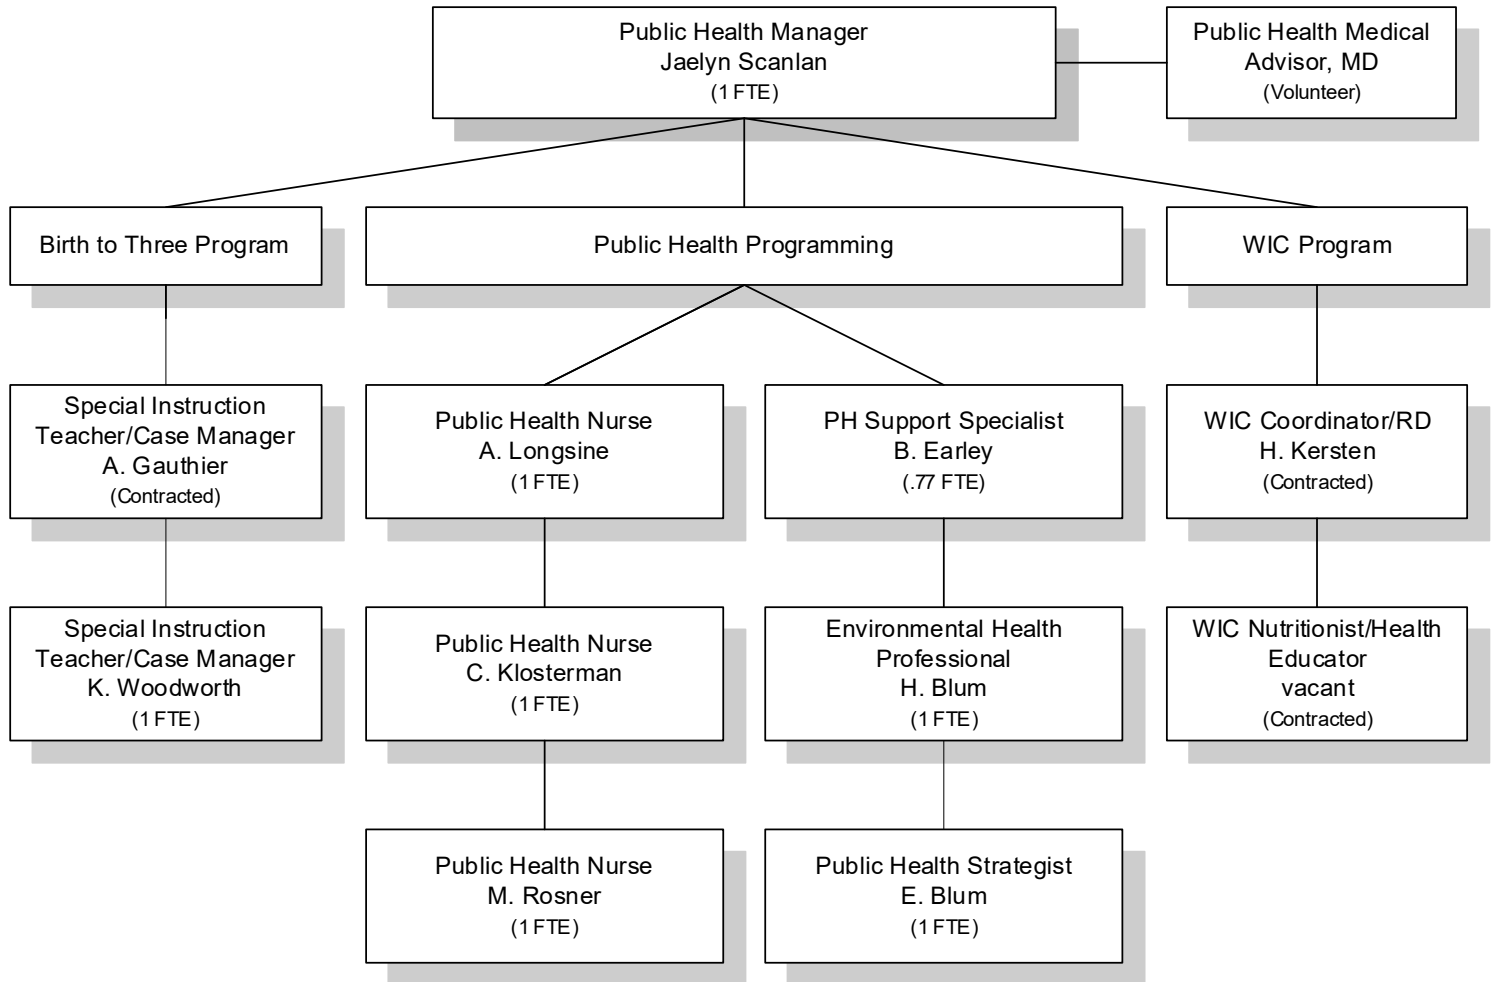 Public Health Manager
Jaelyn Scanlan
(1 FTE)
Public Health Medical
Advisor, MD
(Volunteer)
Birth to Three Program
Public Health Programming
WIC Program
Special Instruction
Teacher/Case Manager
A. Gauthier
(Contracted)
Public Health Nurse
A. Longsine
(1 FTE)
PH Support Specialist
B. Earley
(.77 FTE)
WIC Coordinator/RD
H. Kersten
(Contracted)
Special Instruction
Teacher/Case Manager
K. Woodworth
(1 FTE)
Public Health Nurse
C. Klosterman
(1 FTE)
Environmental Health
Professional
H. Blum
(1 FTE)
WIC Nutritionist/Health
Educator
vacant
(Contracted)
Public Health Nurse
M. Rosner
(1 FTE)
Public Health Strategist
E. Blum
(1 FTE)